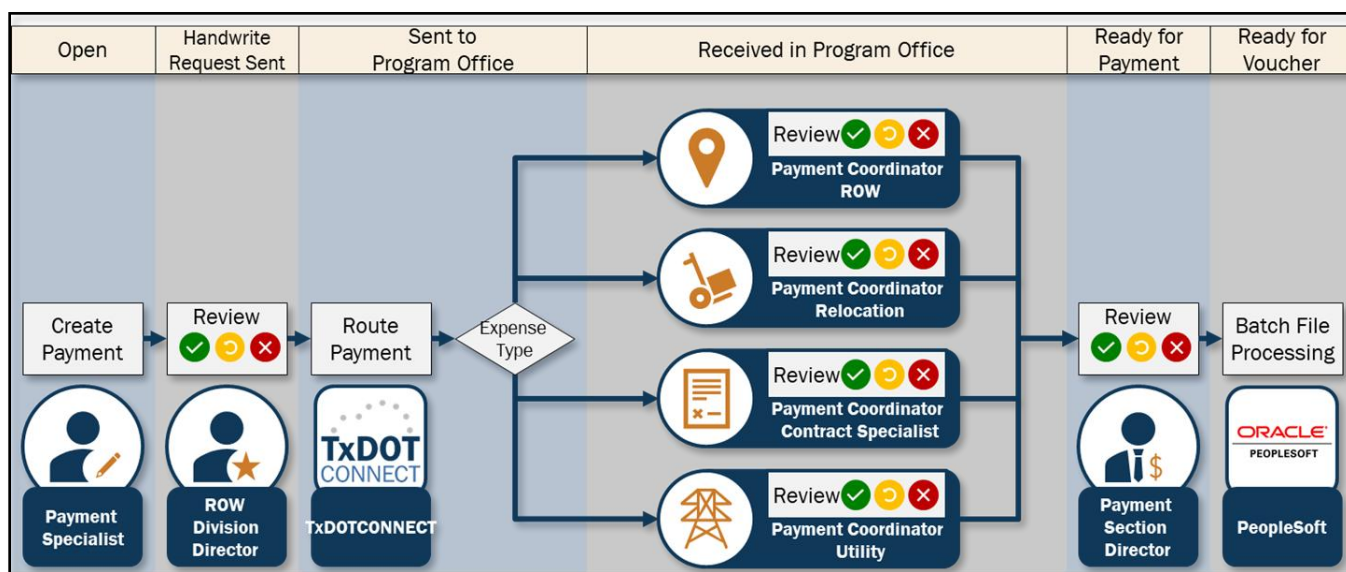 Open
Handwrite
Request Sent
Sent to
Program Office
Received in Program Office
Ready for
Payment
Ready for
Voucher
Create
Payment
Payment
Specialist
Review
ROW
Division
Director
Route
Payment
TxDOT
CONNECT
TxDOTCONNECT
Expense
Type
Review
Payment Coordinator
ROW
Review
Payment Coordinator
Relocation
Review
Payment Coordinator
Contract Specialist
Review
Payment Coordinator
Utility
Review
$
Payment
Section
Director
Batch File
Processing
ORACLE'
PEOPLESOFT
PeopleSoft